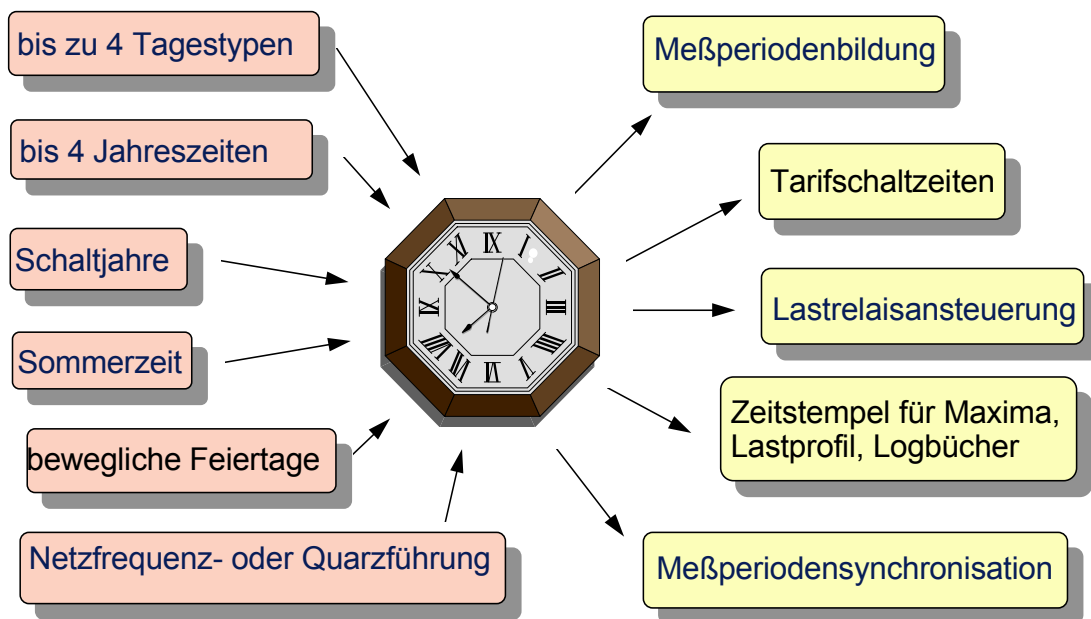 bis zu 4 Tagestypen
bis 4 Jahreszeiten
Schaltjahre
Sommerzeit
bewegliche Feiertage
Netzfrequenz- oder Quarzführung
Meßperiodenbildung
Tarifschaltzeiten
Lastrelaisansteuerung
Zeitstempel für Maxima,
Lastprofil, Logbücher
Meßperiodensynchronisation